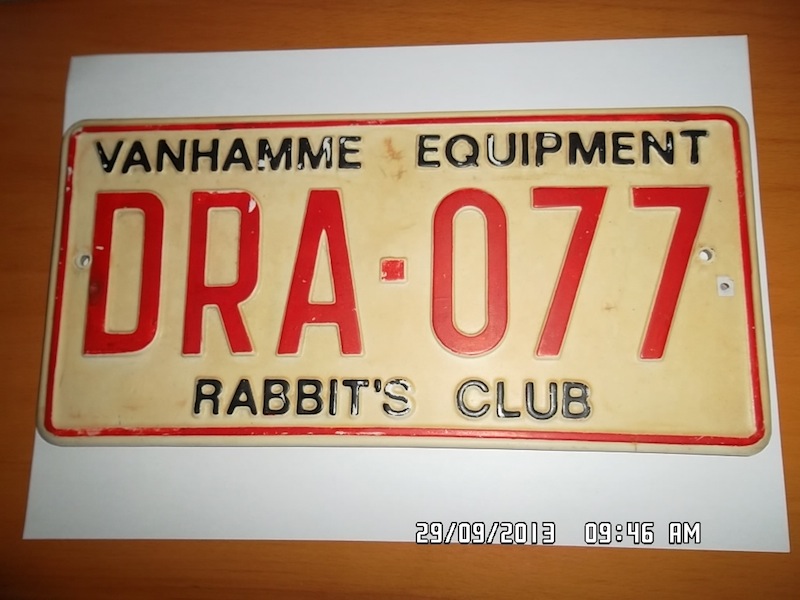 VANHAMME EQUIPMENT
DRA-077
RABBIT'S CLUB
29/09/2013 09:46 AM